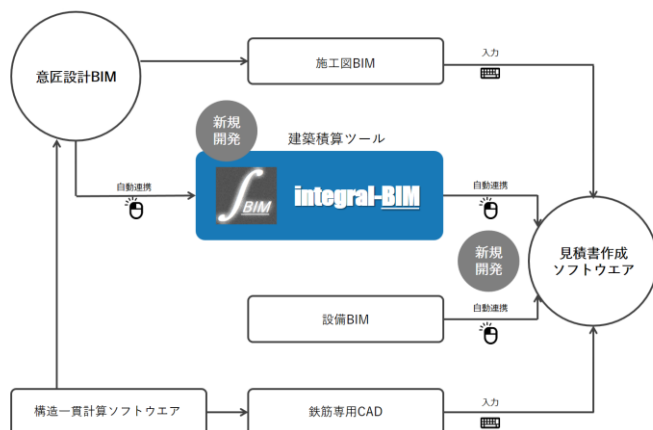 意匠設計BIM
施工図BIM
入力
新規
開発
建築積算ツール
自動連携
∫BIM
integral-BIM
自動連携
新規
開発
見積書作成
ソフトウエア
設備BIM
自動連携
構造一貫計算ソフトウエア
鉄筋専用CAD
入力